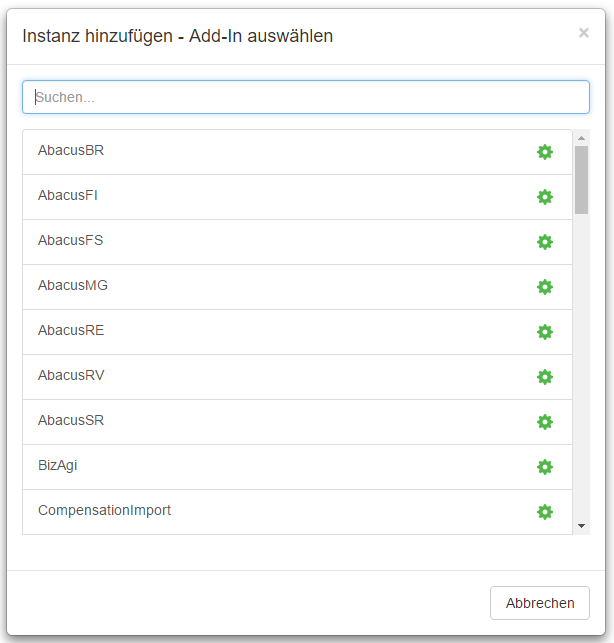 Instanz hinzufügen - Add-In auswählen
×
Suchen...
AbacusBR
AbacusFI
AbacusFS
AbacusMG
AbacusRE
AbacusRV
AbacusSR
BizAgi
CompensationImport
Abbrechen